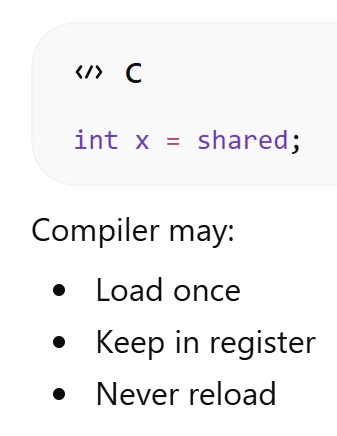 </> C
int x = shared;
Compiler may:
• Load once
• Keep in register
• Never reload